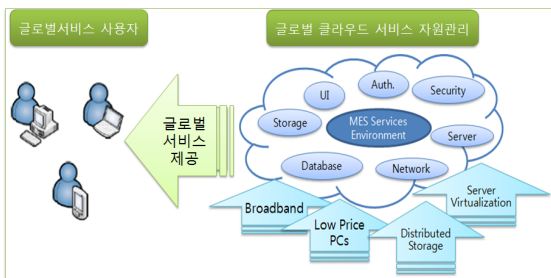 글로벌서비스 사용자
글로벌 클라우드 서비스 자원관리
글로벌
서비스
제공
UI
Auth.
Security
Storage
MES Services
Environment
Server
Database
Network
Broadband
Low Price
PCs
Distributed
Storage
Server
Virtualization